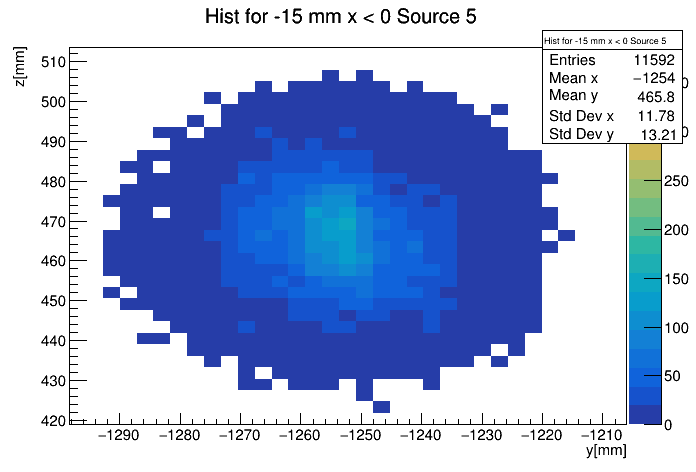 Hist for -15 mm x < 0 Source 5
Hist for -15 mm x < 0 Source 5
Entries 11592
Mean x −1254
Mean y 465.8
Std Dev x 11.78
Std Dev y 13.21
z[mm]
510
500
490
480
470
460
450
440
430
420
−1290 −1280 −1270 −1260 −1250 −1240 −1230 −1220 −1210
y[mm]
250
200
150
100
50
0